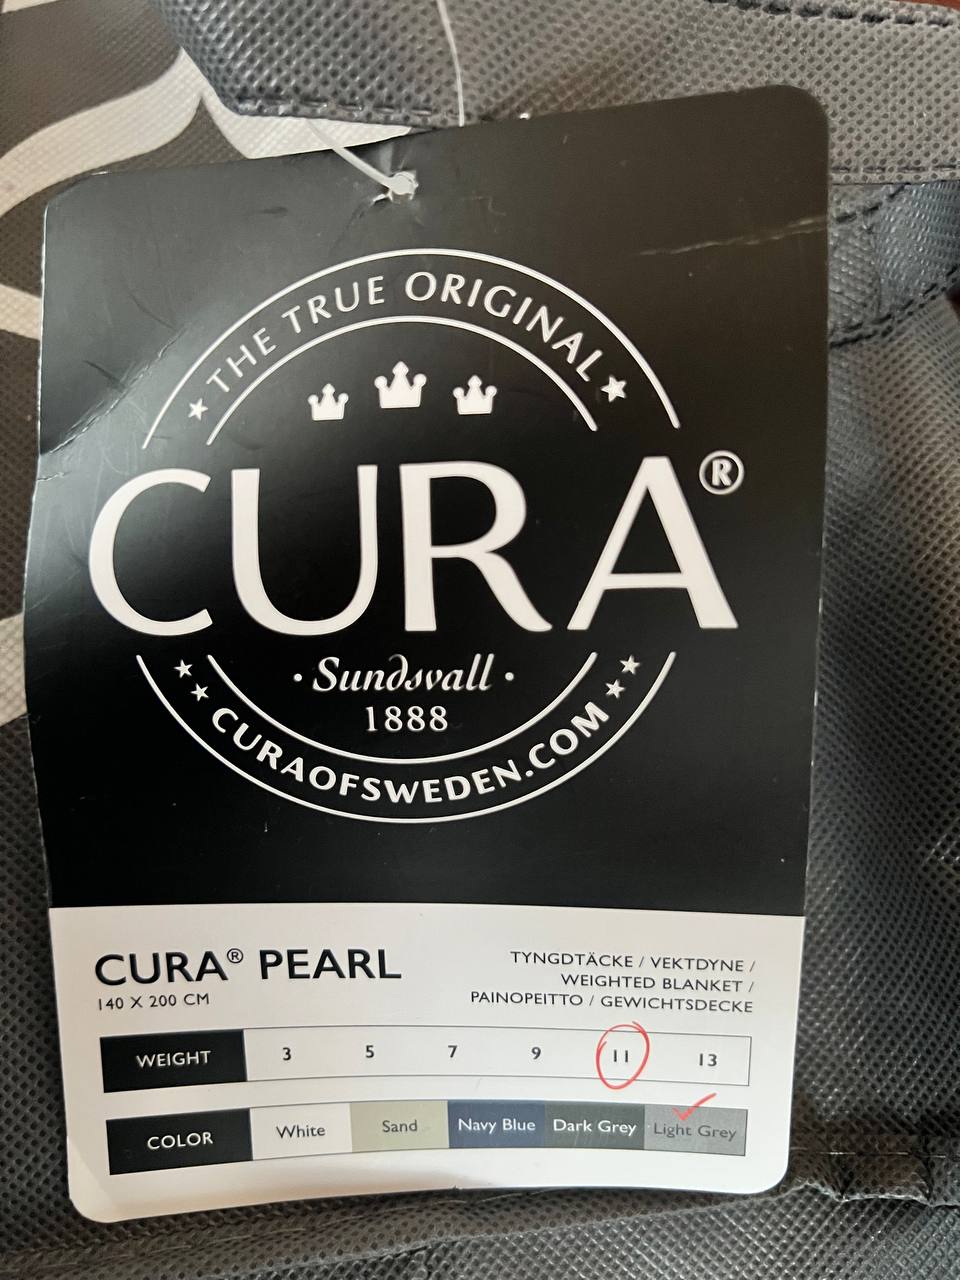 THE TRUE ORIGINAL
CURA®
Sundsvall
1888
CURAOFSWEDEN.COM
CURA® PEARL
140 X 200 CM
TYNGDTÄCKE / VEKTDYNE /
WEIGHTED BLANKET /
PAINOPEITTO / GEWICHTSDECKE
WEIGHT 3 5 7 9 11 13
COLOR White Sand Navy Blue Dark Grey Light Grey